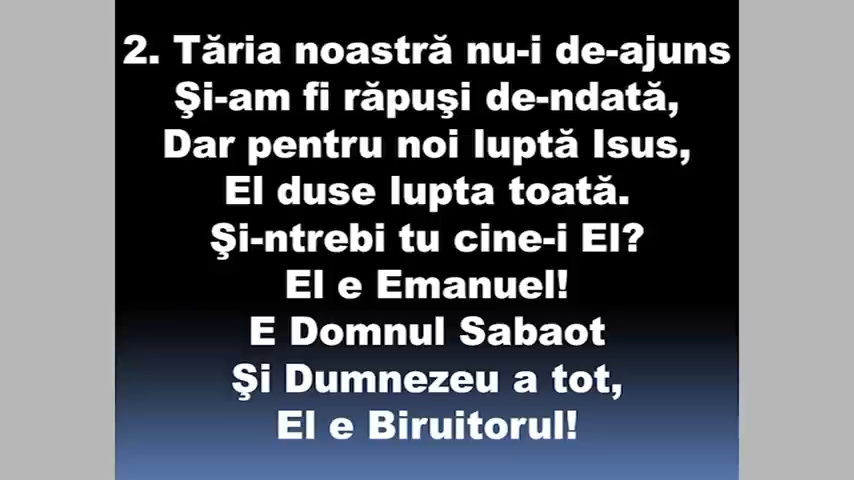 2. Tăria noastră nu-i de-ajuns
Şi-am fi răpuşi de-ndată,
Dar pentru noi luptă Isus,
El duse lupta toată.
Şi-ntrebi tu cine-i El?
El e Emanuel!
E Domnul Sabaot
Şi Dumnezeu a tot,
El e Biruitorul!